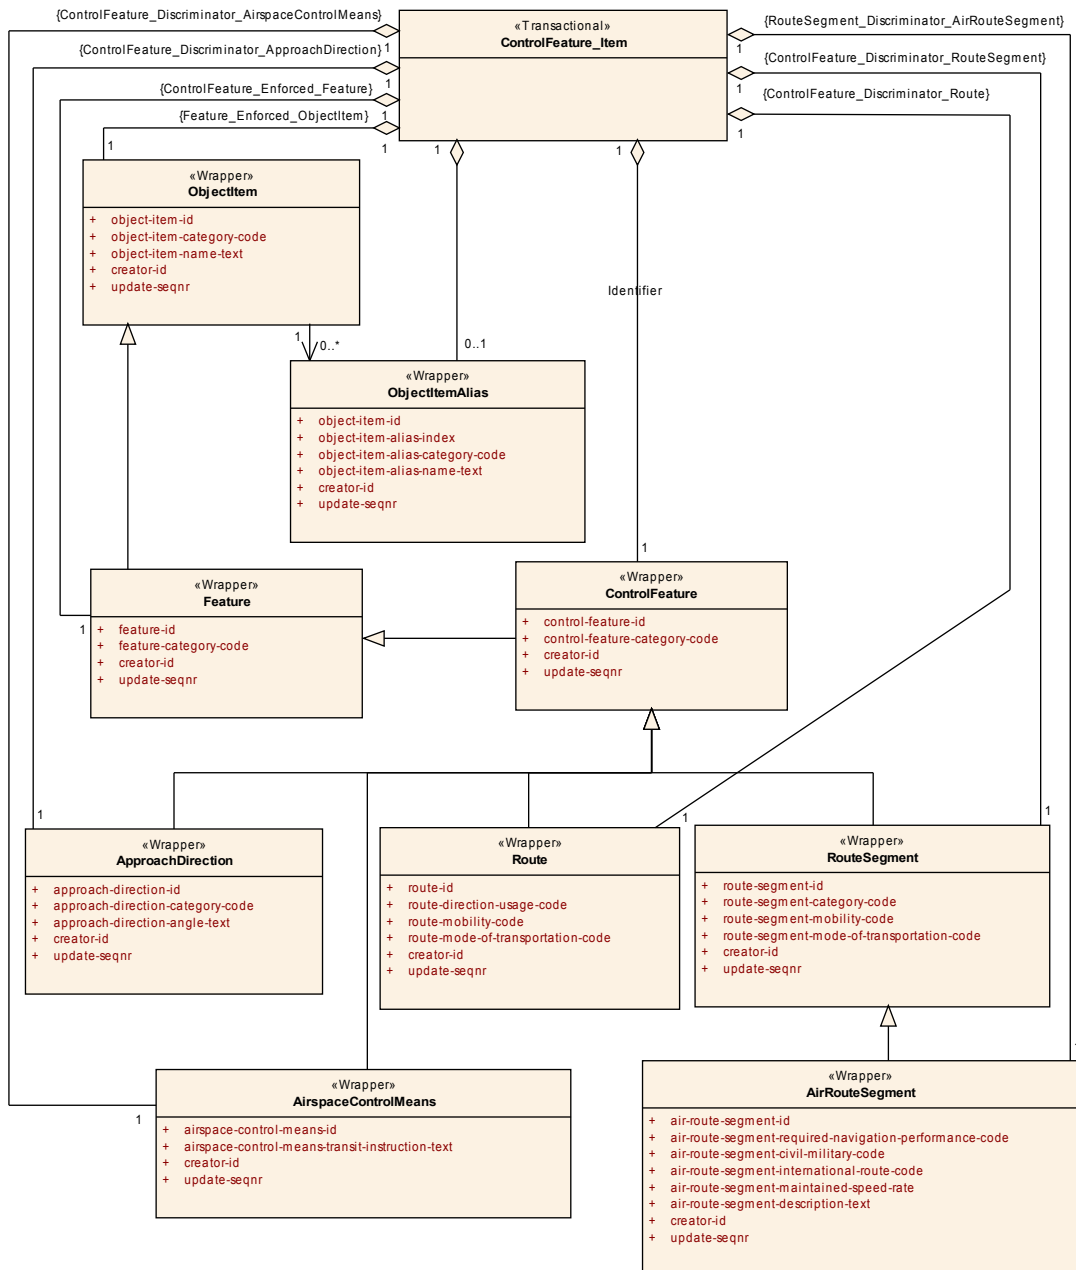 {ControlFeature_Discriminator_AirspaceControlMeans}
1
{ControlFeature_Discriminator_ApproachDirection}
1
{ControlFeature_Enforced_Feature}
1
{Feature_Enforced_ObjectItem}
1
1
«Transactional»
ControlFeature_Item
{RouteSegment_Discriminator_AirRouteSegment}
1
{ControlFeature_Discriminator_RouteSegment}
1
{ControlFeature_Discriminator_Route}
1
1
1
«Wrapper»
ObjectItem
+ object-item-id
+ object-item-category-code
+ object-item-name-text
+ creator-id
+ update-seqnr
Identifier
1
0..*
0..1
«Wrapper»
ObjectItemAlias
+ object-item-id
+ object-item-alias-index
+ object-item-alias-category-code
+ object-item-alias-name-text
+ creator-id
+ update-seqnr
1
«Wrapper»
Feature
+ feature-id
+ feature-category-code
+ creator-id
+ update-seqnr
1
«Wrapper»
ControlFeature
+ control-feature-id
+ control-feature-category-code
+ creator-id
+ update-seqnr
1
«Wrapper»
ApproachDirection
+ approach-direction-id
+ approach-direction-category-code
+ approach-direction-angle-text
+ creator-id
+ update-seqnr
1
«Wrapper»
Route
+ route-id
+ route-direction-usage-code
+ route-mobility-code
+ route-mode-of-transportation-code
+ creator-id
+ update-seqnr
1
«Wrapper»
RouteSegment
+ route-segment-id
+ route-segment-category-code
+ route-segment-mobility-code
+ route-segment-mode-of-transportation-code
+ creator-id
+ update-seqnr
1
«Wrapper»
AirspaceControlMeans
+ airspace-control-means-id
+ airspace-control-means-transit-instruction-text
+ creator-id
+ update-seqnr
«Wrapper»
AirRouteSegment
+ air-route-segment-id
+ air-route-segment-required-navigation-performance-code
+ air-route-segment-civil-military-code
+ air-route-segment-international-route-code
+ air-route-segment-maintained-speed-rate
+ air-route-segment-description-text
+ creator-id
+ update-seqnr